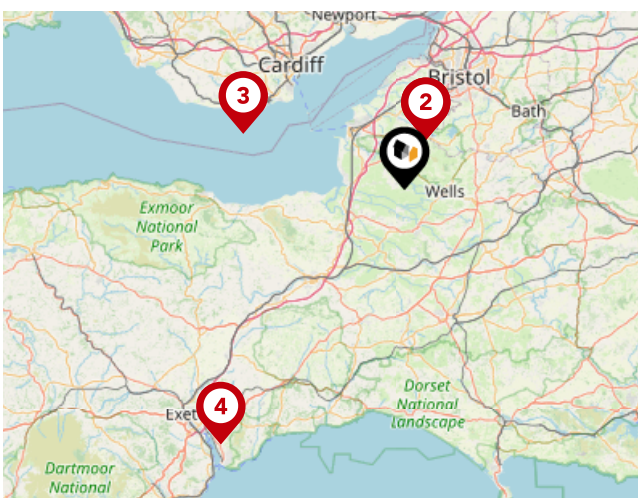 Newport
Cardiff
3
Bristol
2
Bath
Wells
Exmoor
National
Park
4
Exet
Dorset
National
Landscape
Dartmoor
National